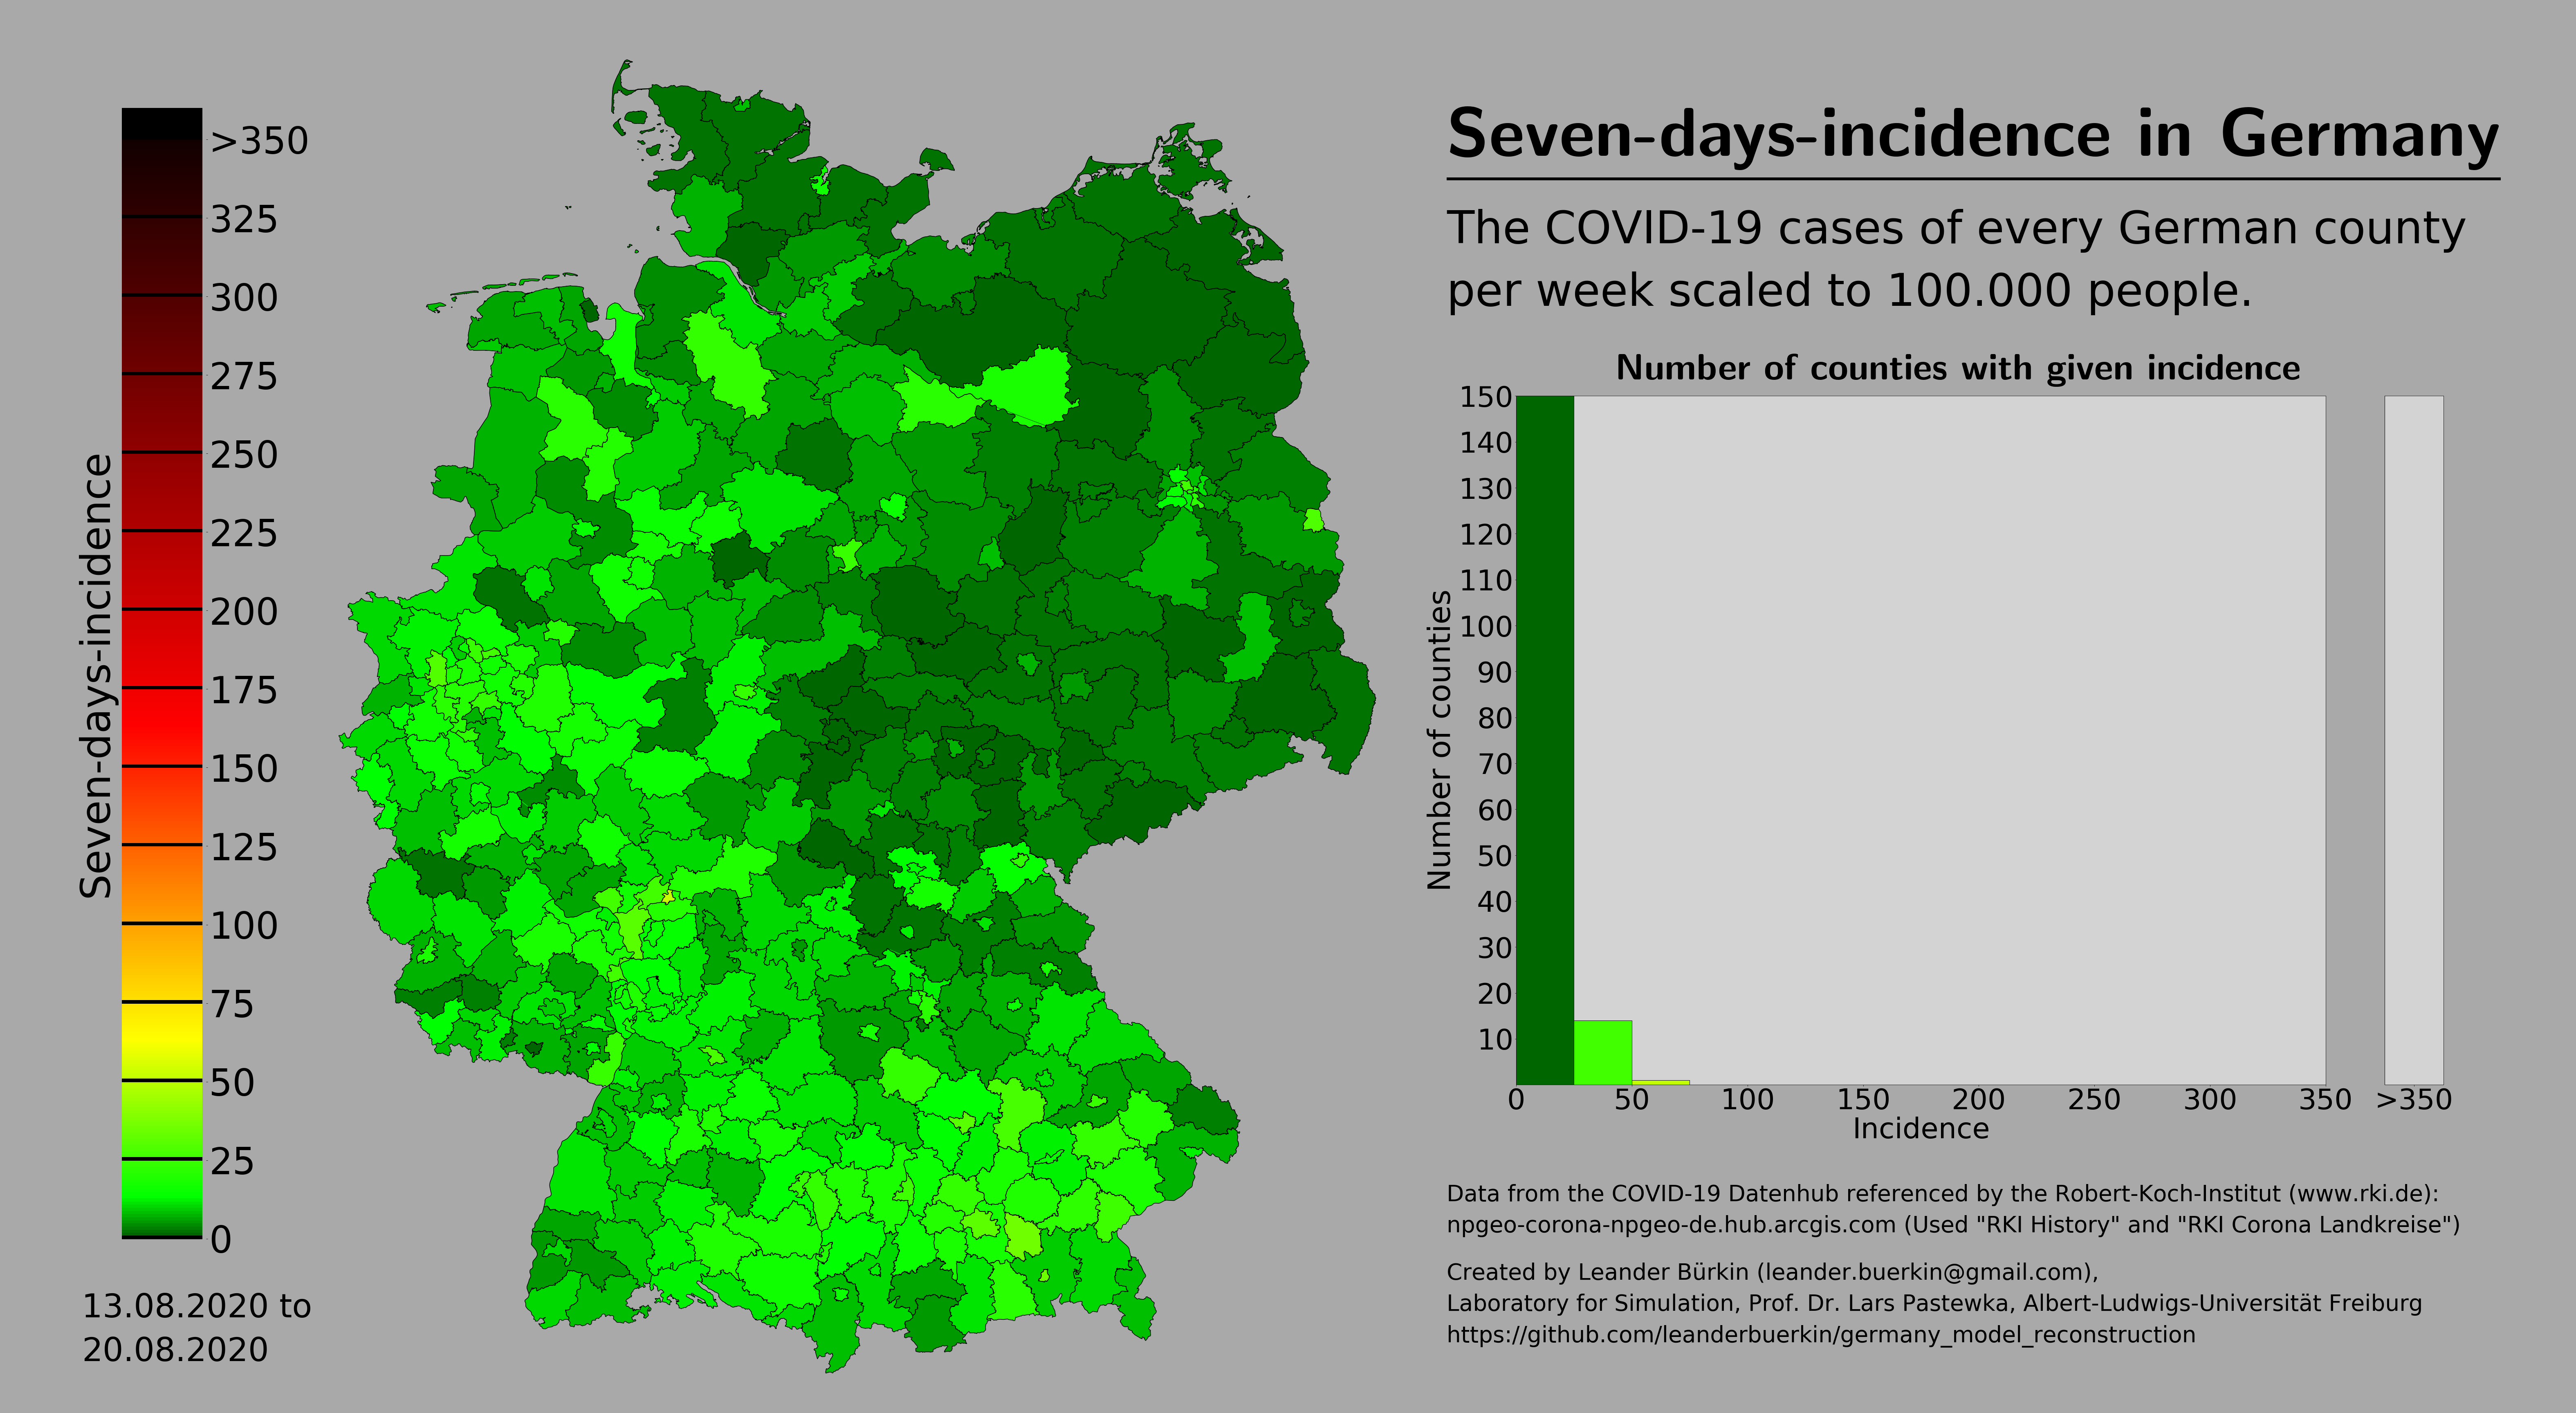 Seven-days-incidence in Germany
The COVID-19 cases of every German county
per week scaled to 100.000 people.
Seven-days-incidence
>350
325
300
275
250
225
200
175
150
125
100
75
50
25
0
13.08.2020 to
20.08.2020
Number of counties with given incidence
Number of counties
150
140
130
120
110
100
90
80
70
60
50
40
30
20
10
0 50 100 150 200 250 300 350 >350
Incidence
Data from the COVID-19 Datenhub referenced by the Robert-Koch-Institut (www.rki.de):
npgeo-corona-npgeo-de.hub.arcgis.com (Used "RKI History" and "RKI Corona Landkreise")
Created by Leander Bürkin (leander.buerkin@gmail.com),
Laboratory for Simulation, Prof. Dr. Lars Pastewka, Albert-Ludwigs-Universität Freiburg
https://github.com/leanderbuerkin/germany_model_reconstruction